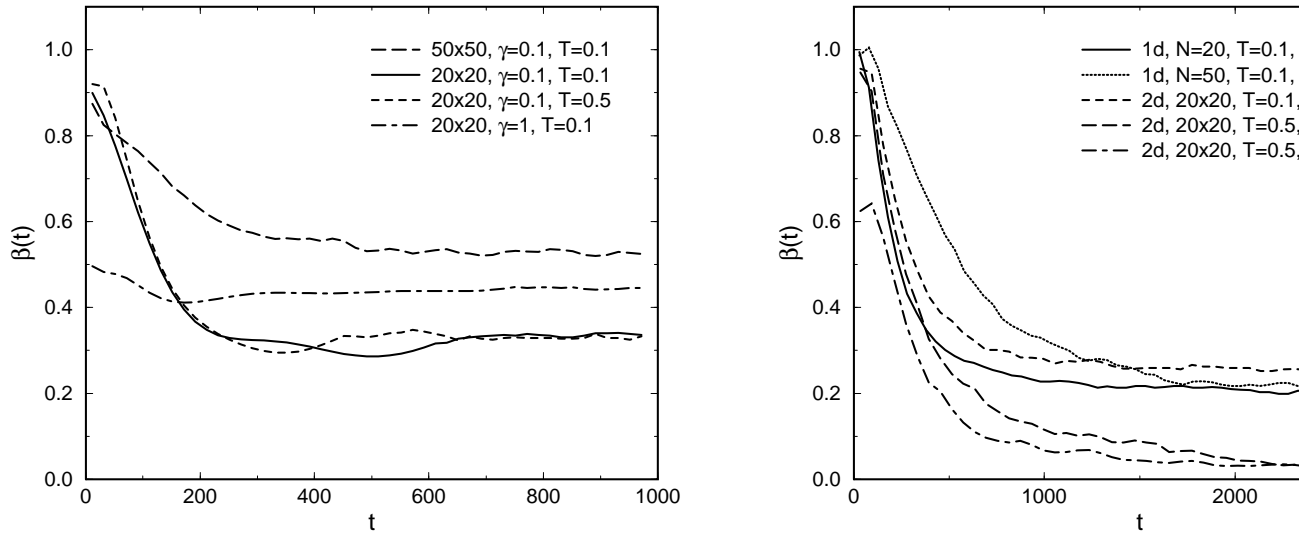 1.0
0.8
0.6
0.4
0.2
0.0
β(t)
0 200 400 600 800 1000
t
50x50, γ=0.1, T=0.1
20x20, γ=0.1, T=0.1
20x20, γ=0.1, T=0.5
20x20, γ=1, T=0.1
1.0
0.8
0.6
0.4
0.2
0.0
β(t)
0 1000 2000
t
1d, N=20, T=0.1,
1d, N=50, T=0.1,
2d, 20x20, T=0.1,
2d, 20x20, T=0.5,
2d, 20x20, T=0.5,